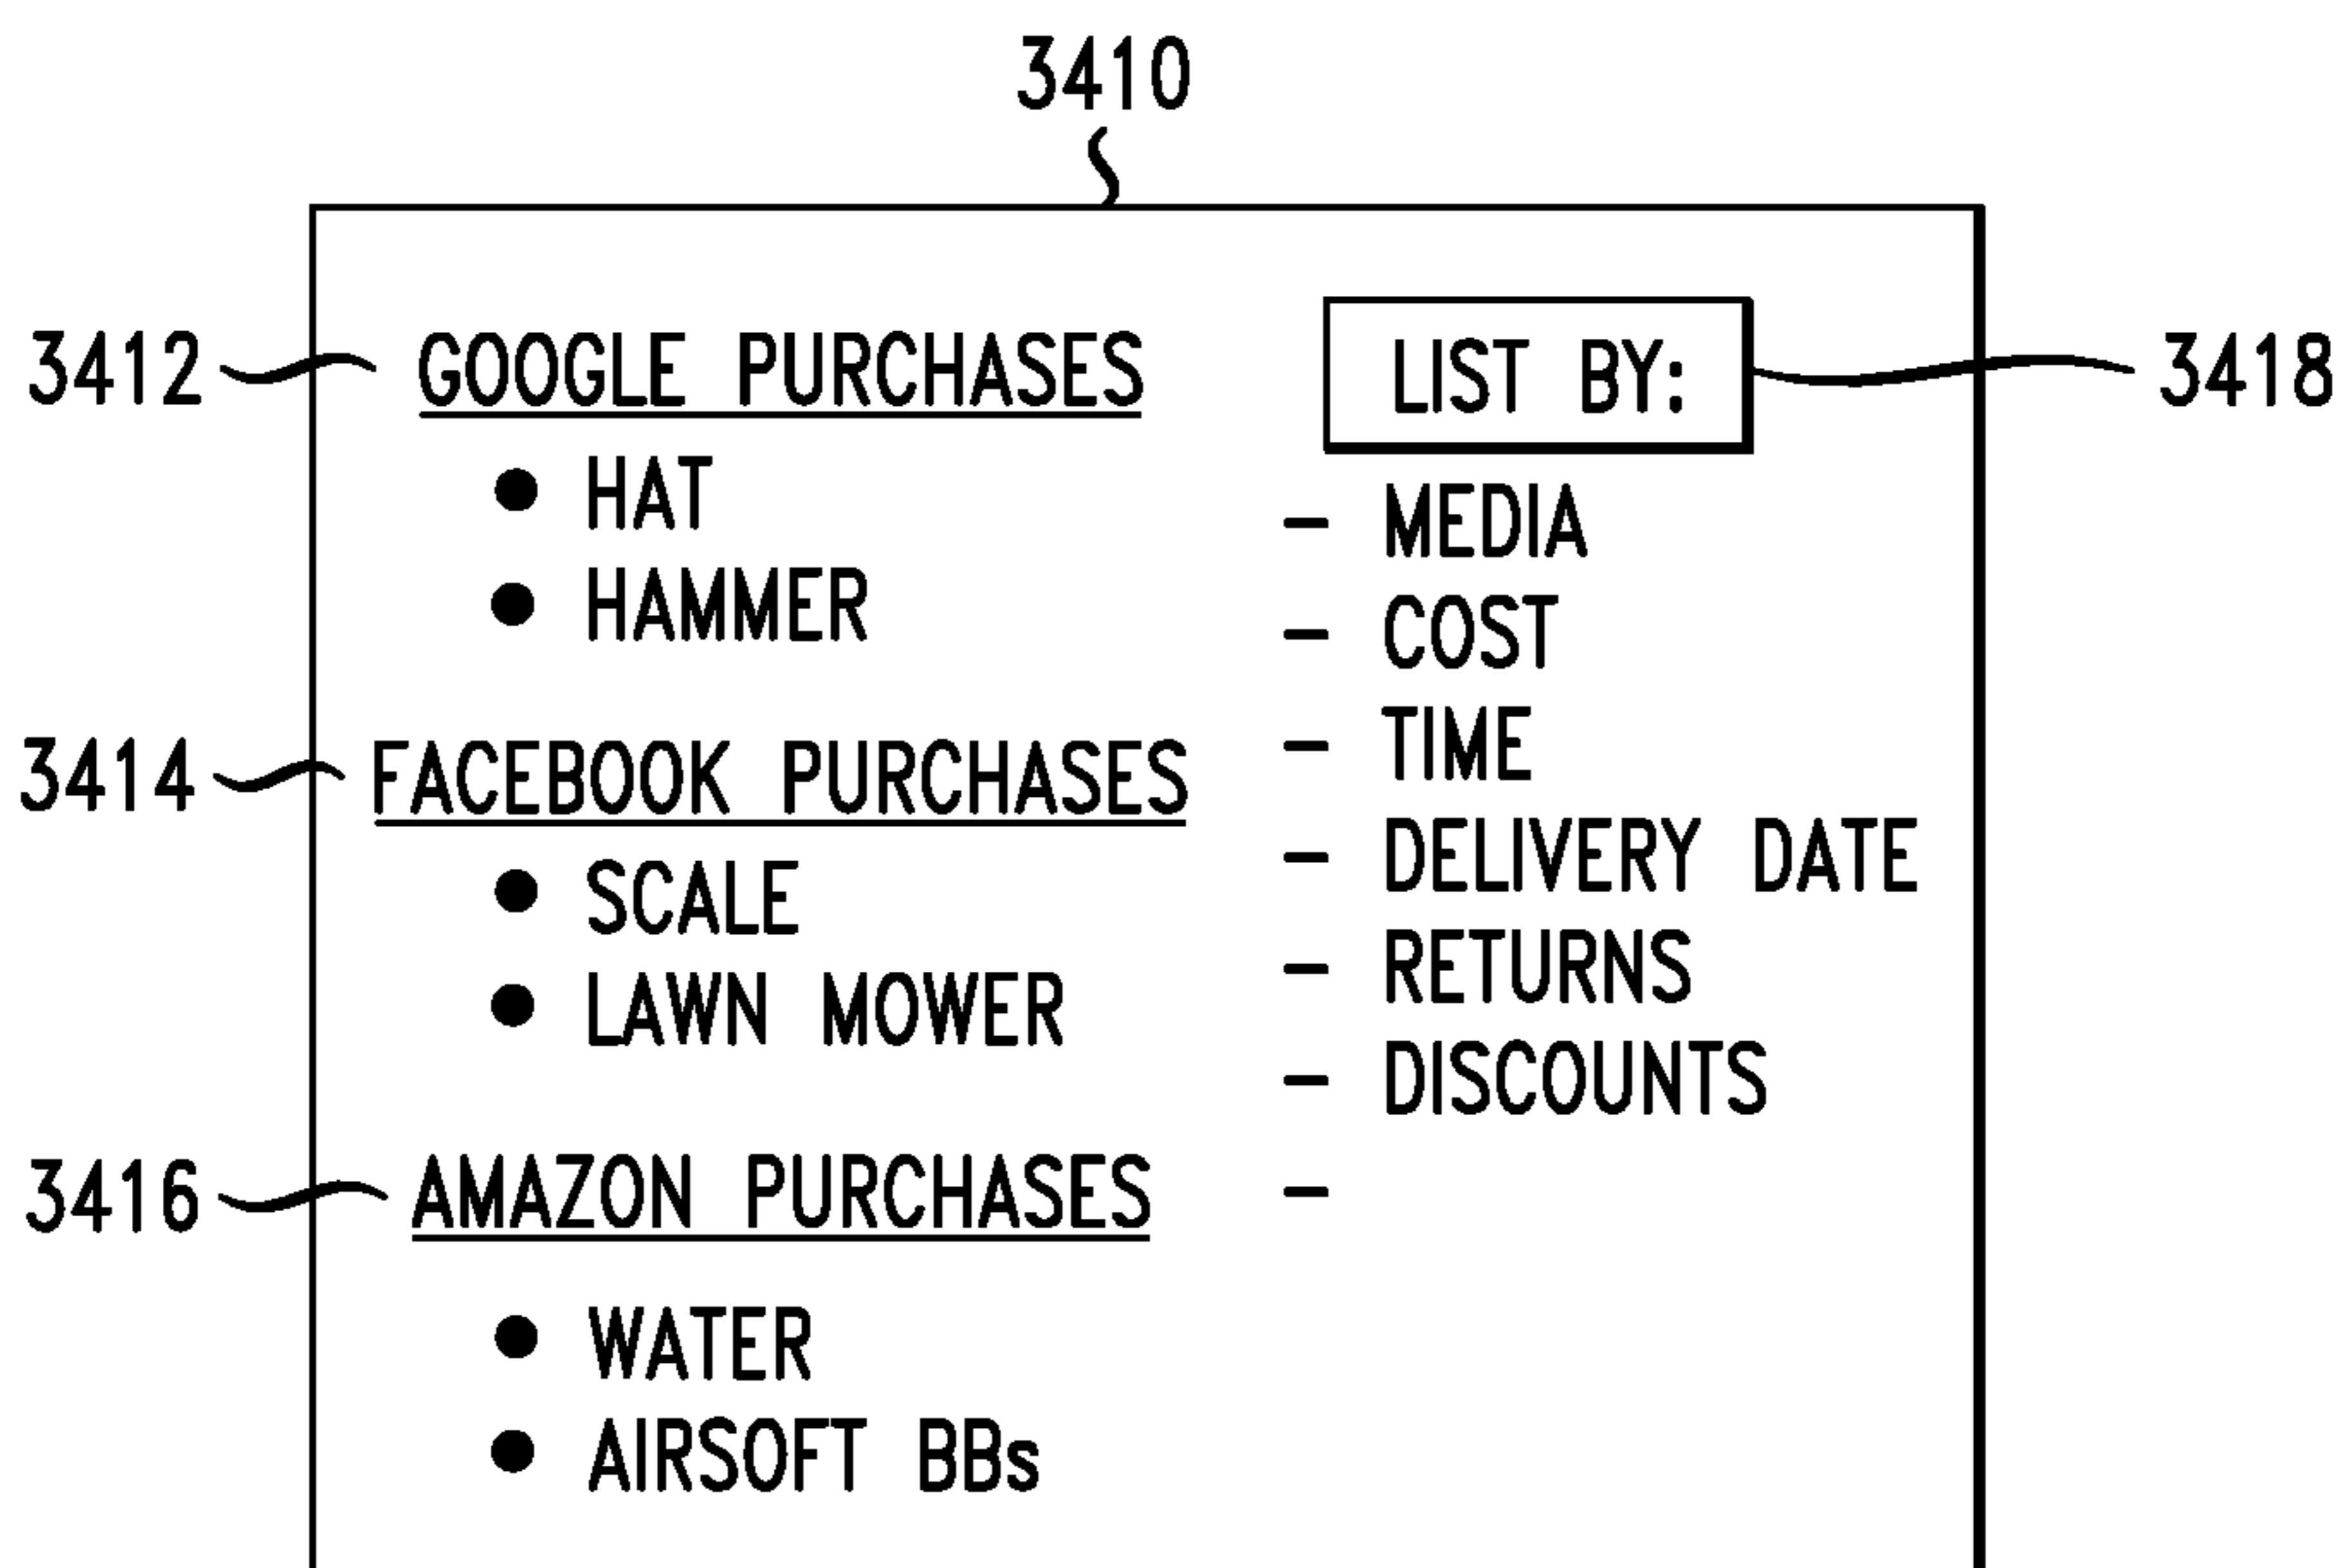 3410
3412
GOOGLE PURCHASES
• HAT
• HAMMER
3414
FACEBOOK PURCHASES
• SCALE
• LAWN MOWER
3416
AMAZON PURCHASES
• WATER
• AIRSOFT BBs
LIST BY:
3418
– MEDIA
– COST
– TIME
– DELIVERY DATE
– RETURNS
– DISCOUNTS
–